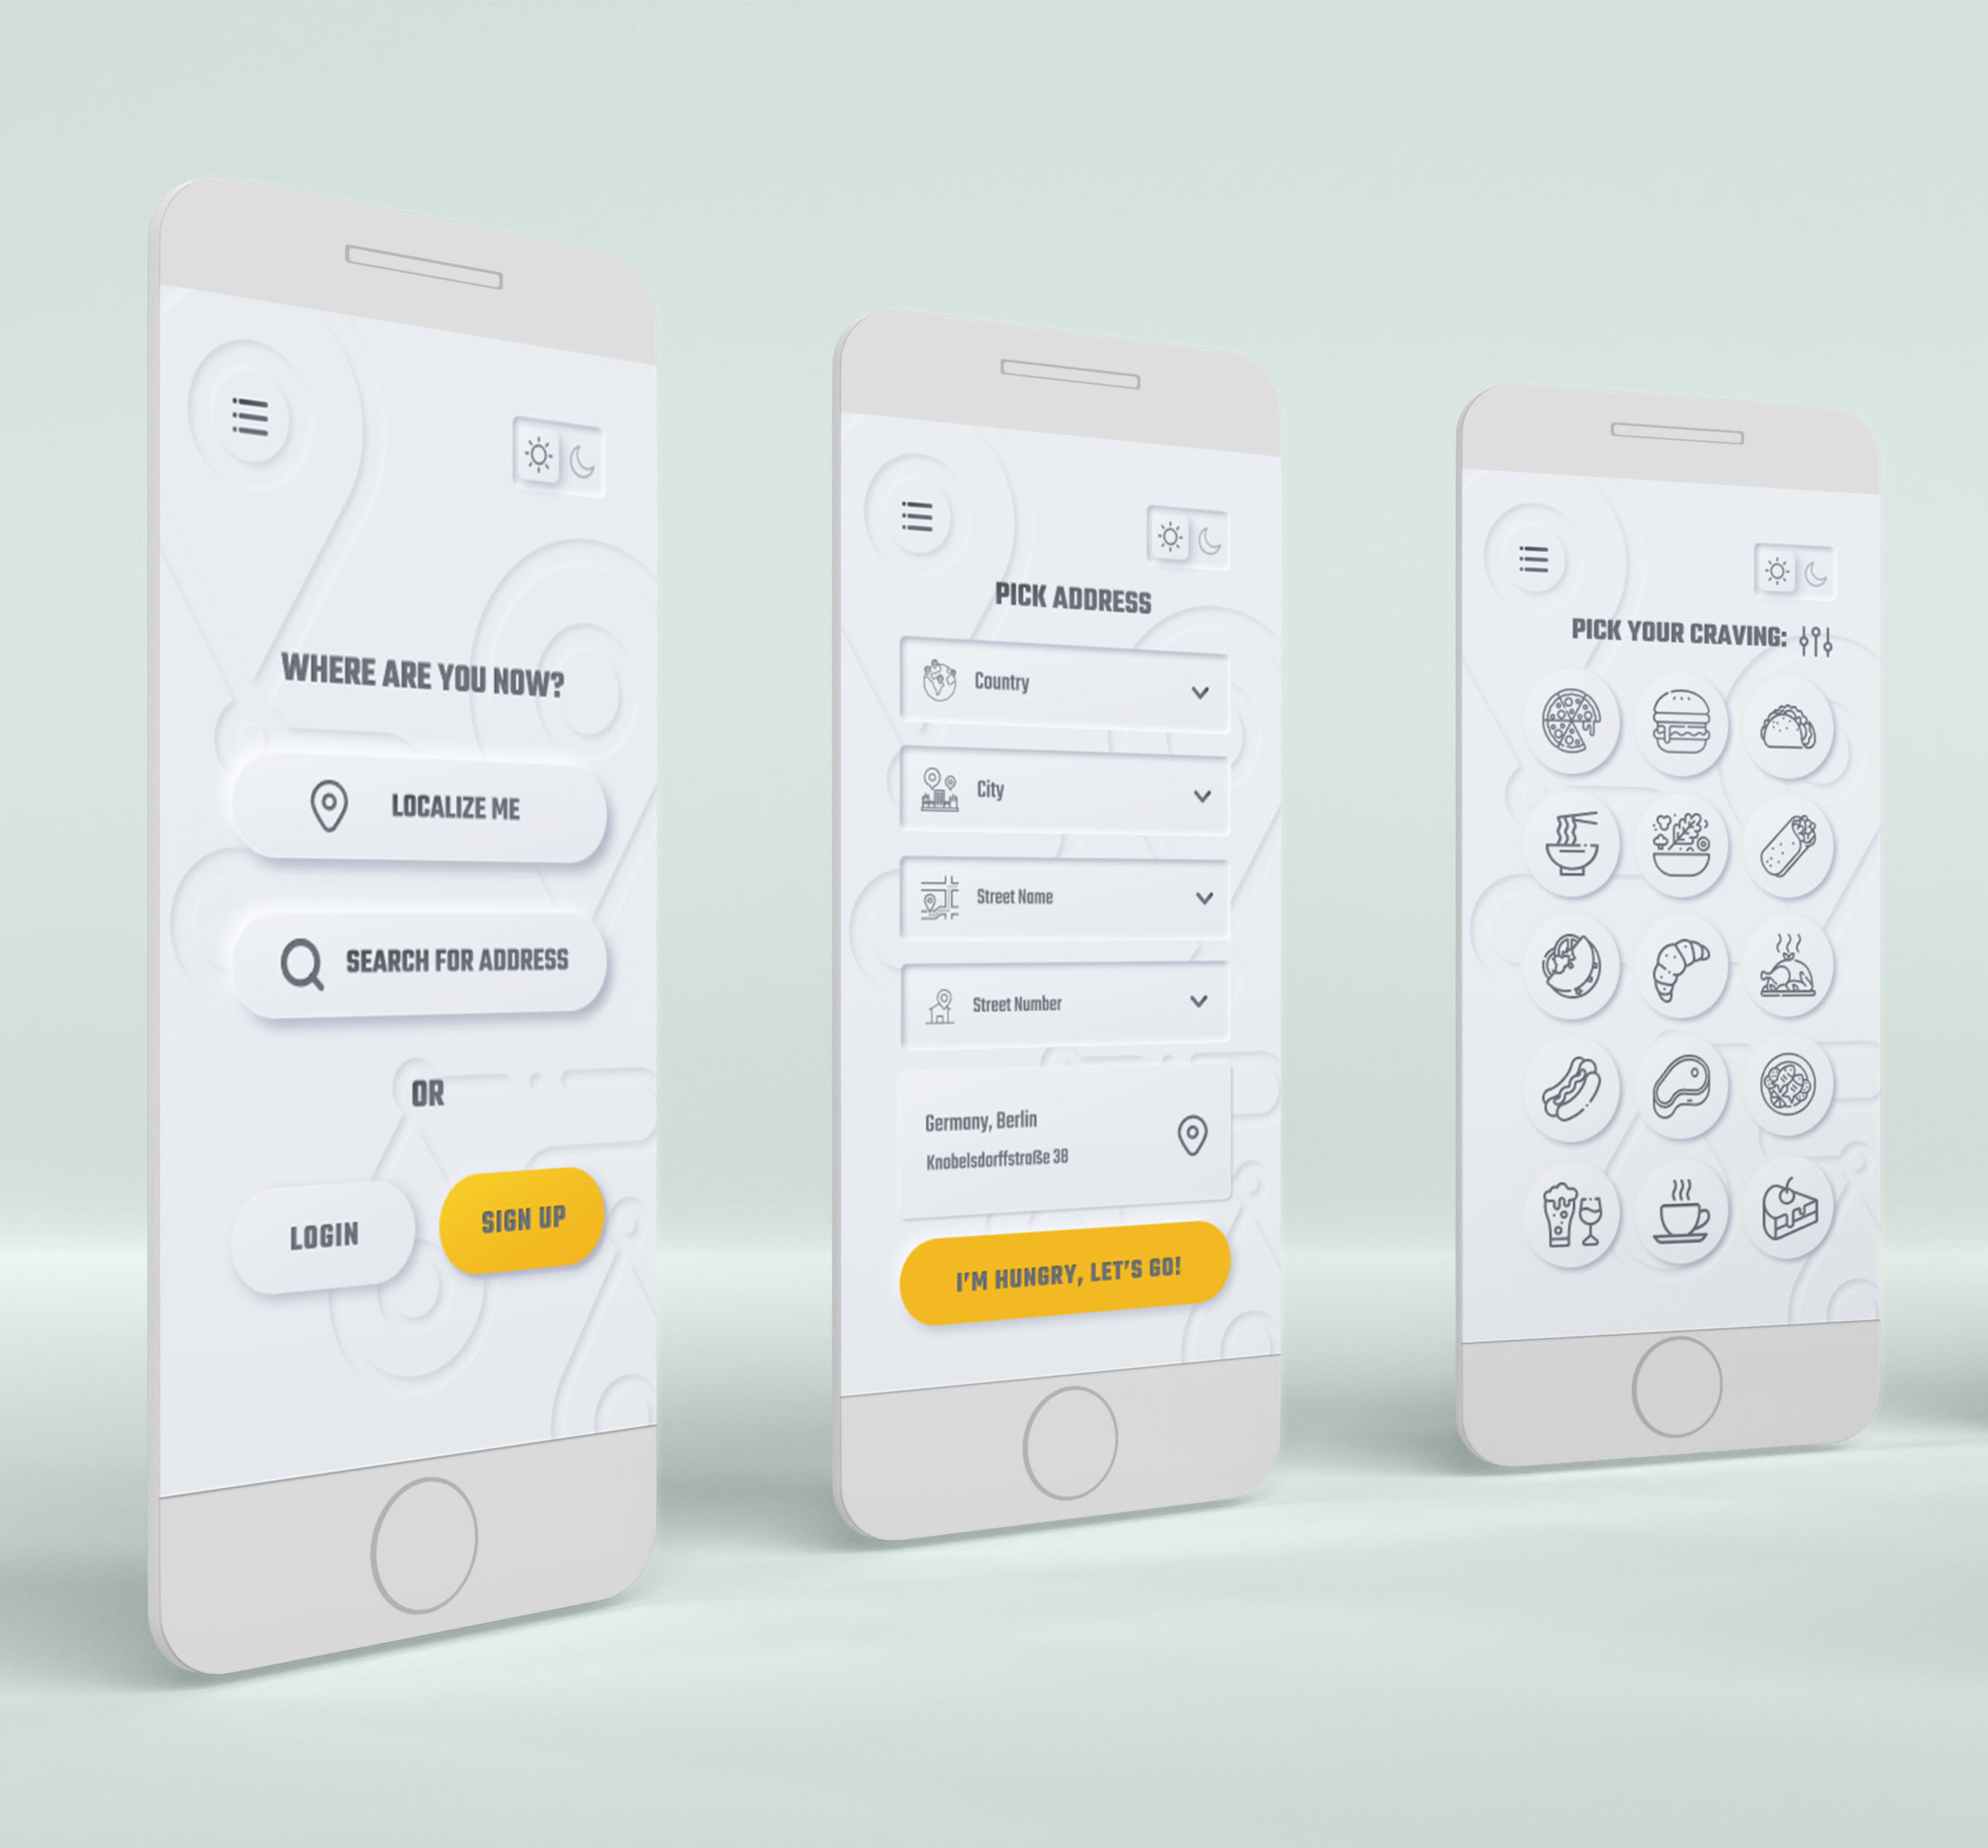 WHERE ARE YOU NOW?
LOCALIZE ME
SEARCH FOR ADDRESS
OR
LOGIN
SIGN UP
PICK ADDRESS
Country
City
Street Name
Street Number
Germany, Berlin
Knobelsdorffstraße 38
I'M HUNGRY, LET'S GO!
PICK YOUR CRAVING: